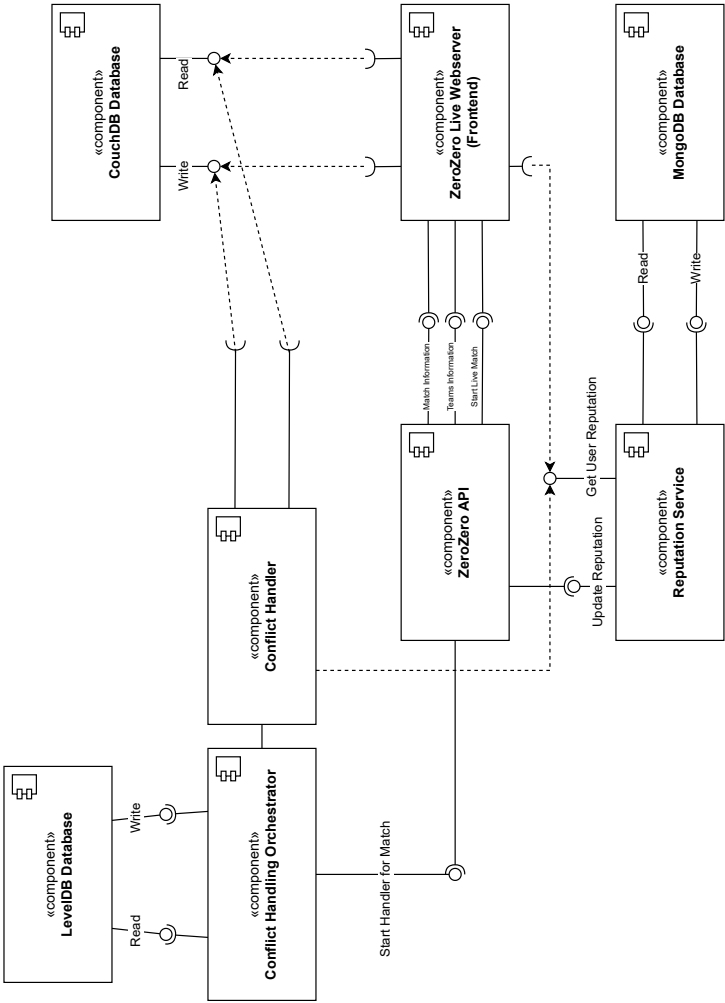 «component»
LevelDB Database
Read
Write
«component»
Conflict Handling Orchestrator
«component»
Conflict Handler
Start Handler for Match
«component»
CouchDB Database
Write
Read
«component»
ZeroZero API
Match Information
Teams Information
Start Live Match
«component»
ZeroZero Live Webserver
(Frontend)
Update Reputation
Get User Reputation
«component»
Reputation Service
Read
Write
«component»
MongoDB Database